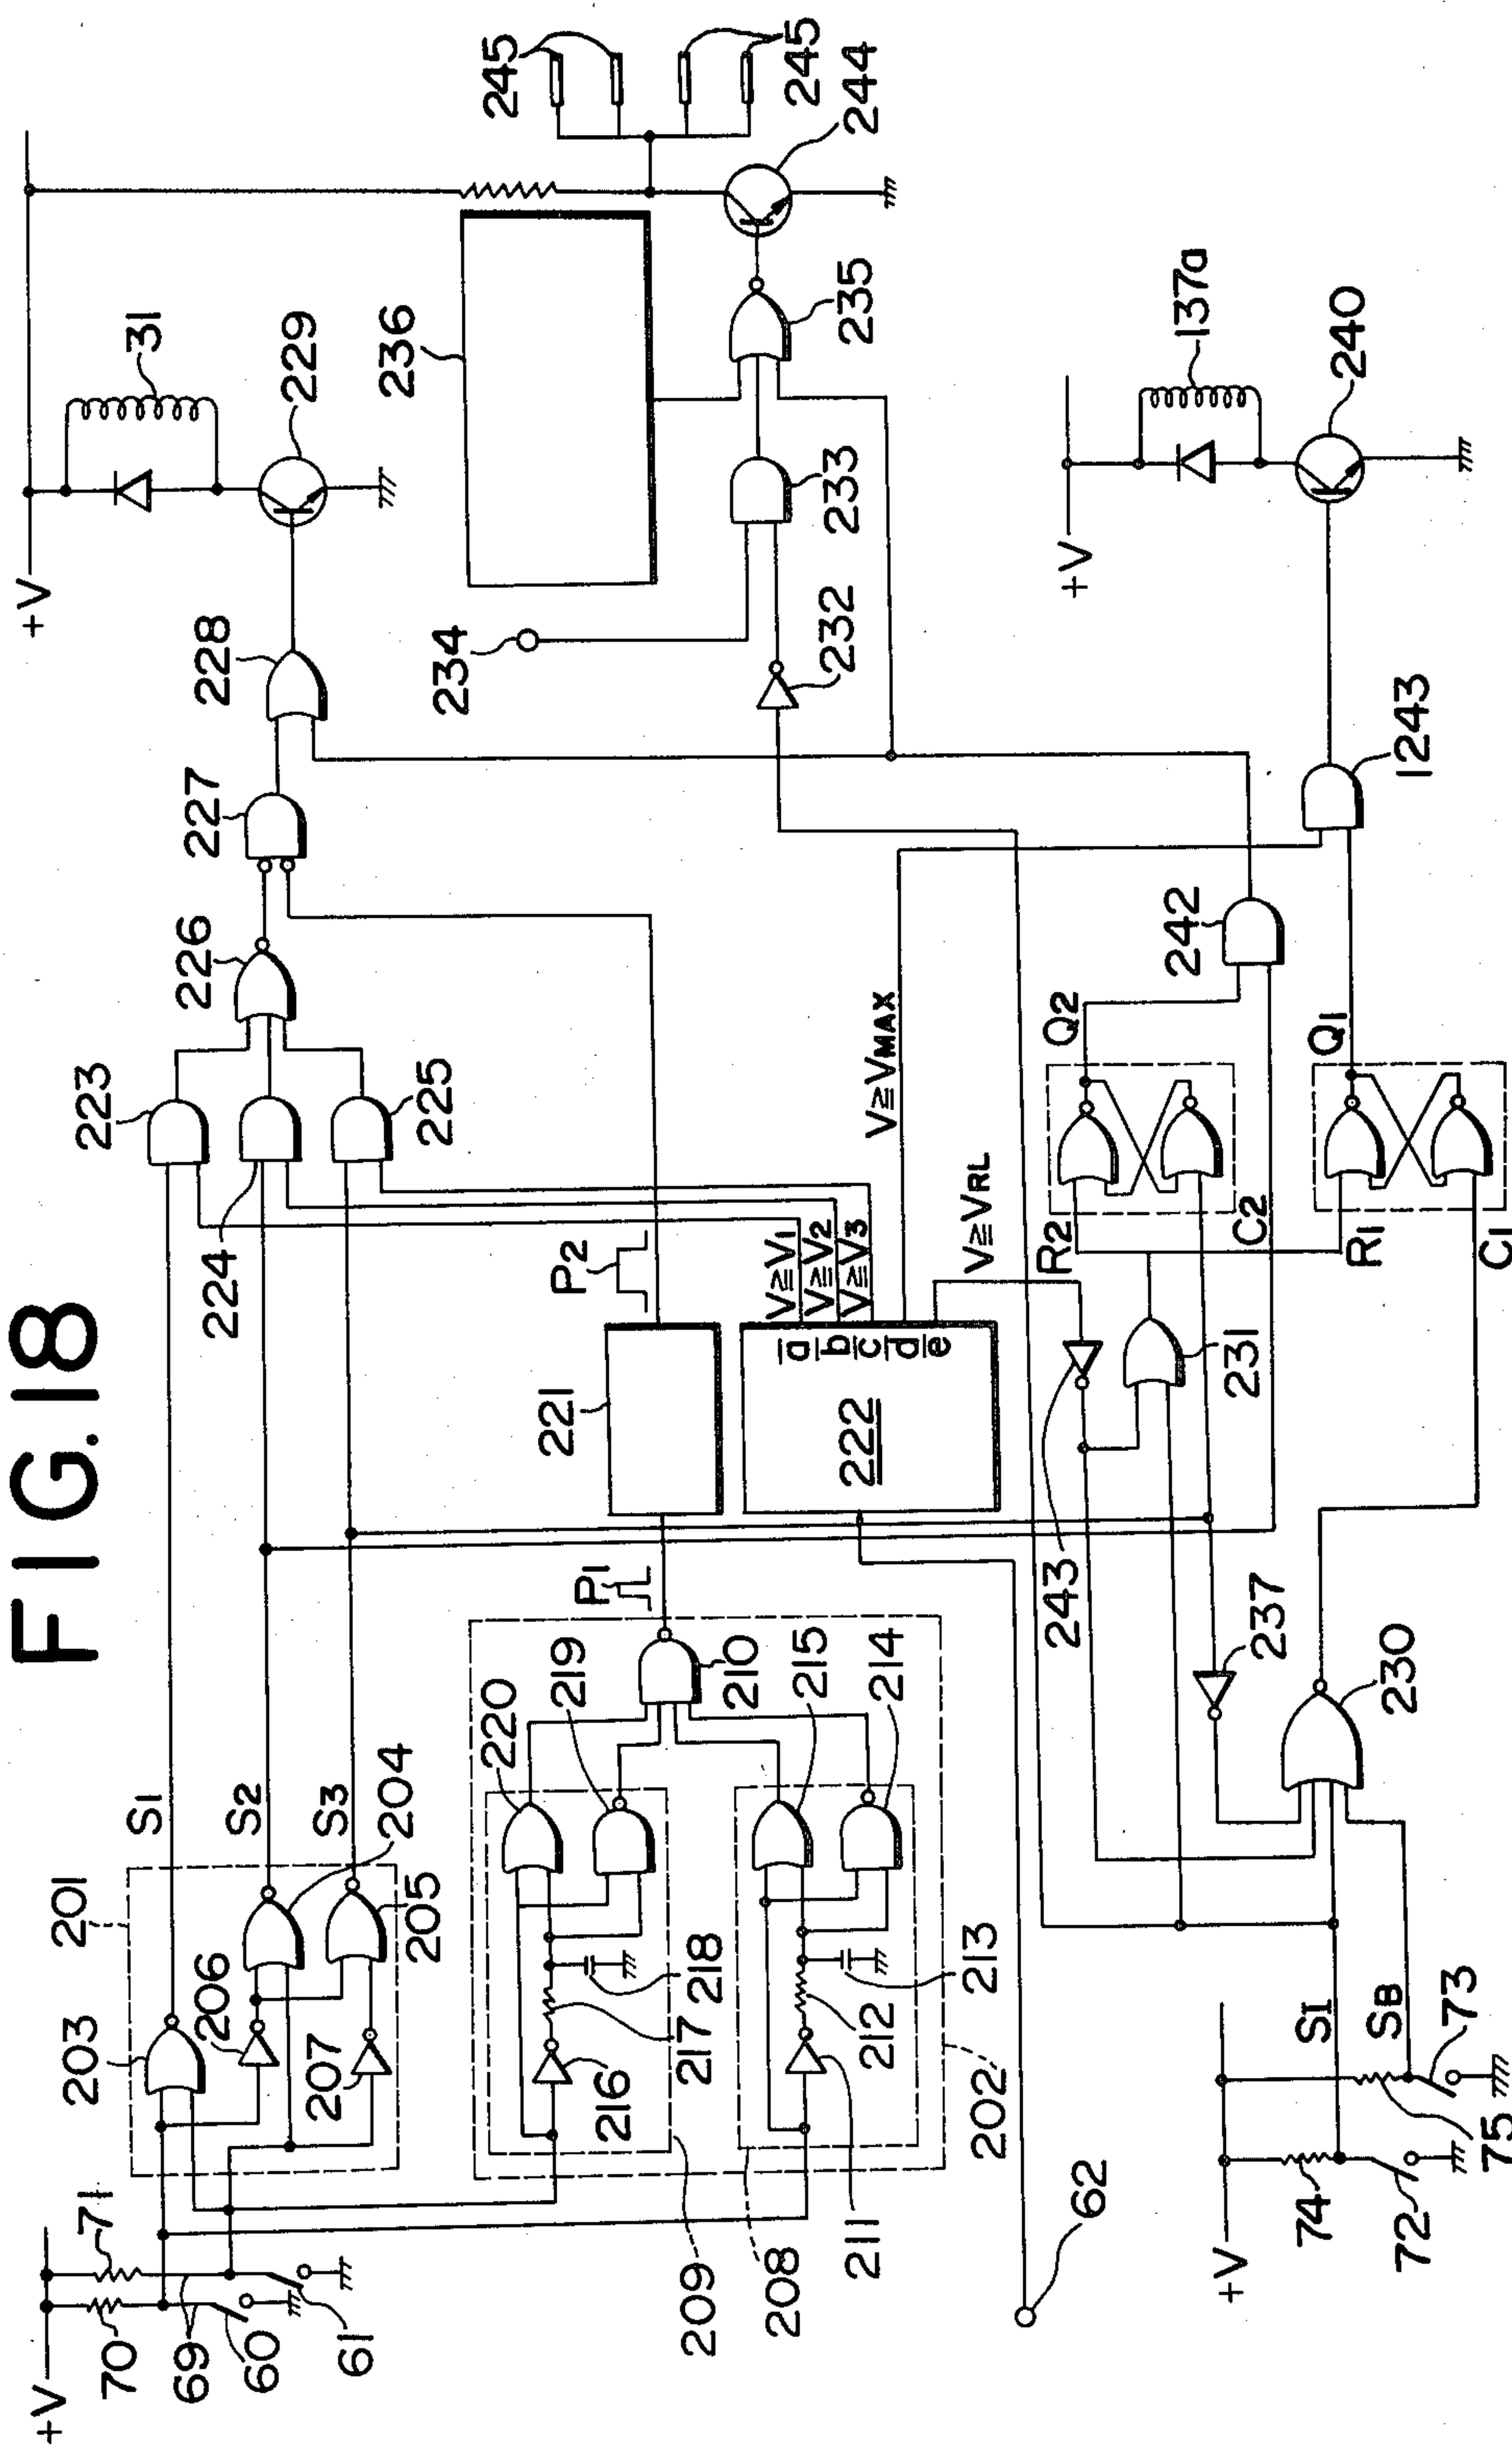 FIG. 18
+V
70
71
69
60
61
201
203
206
207
204
205
S1
S2
S3
223
224
225
226
227
228
+V
31
229
236
234
232
233
235
244
245
245
209
208
202
216
217
218
219
220
211
212
213
214
215
210
P1
221
P2
222
a
b
c
d
e
V≧V1
V≧V2
V≧V3
V≧VMAX
V≧VRL
62
243
231
237
230
R2
C2
Q2
R1
C1
Q1
242
1243
+V
137a
240
+V
74
72
75
73
SI
SB